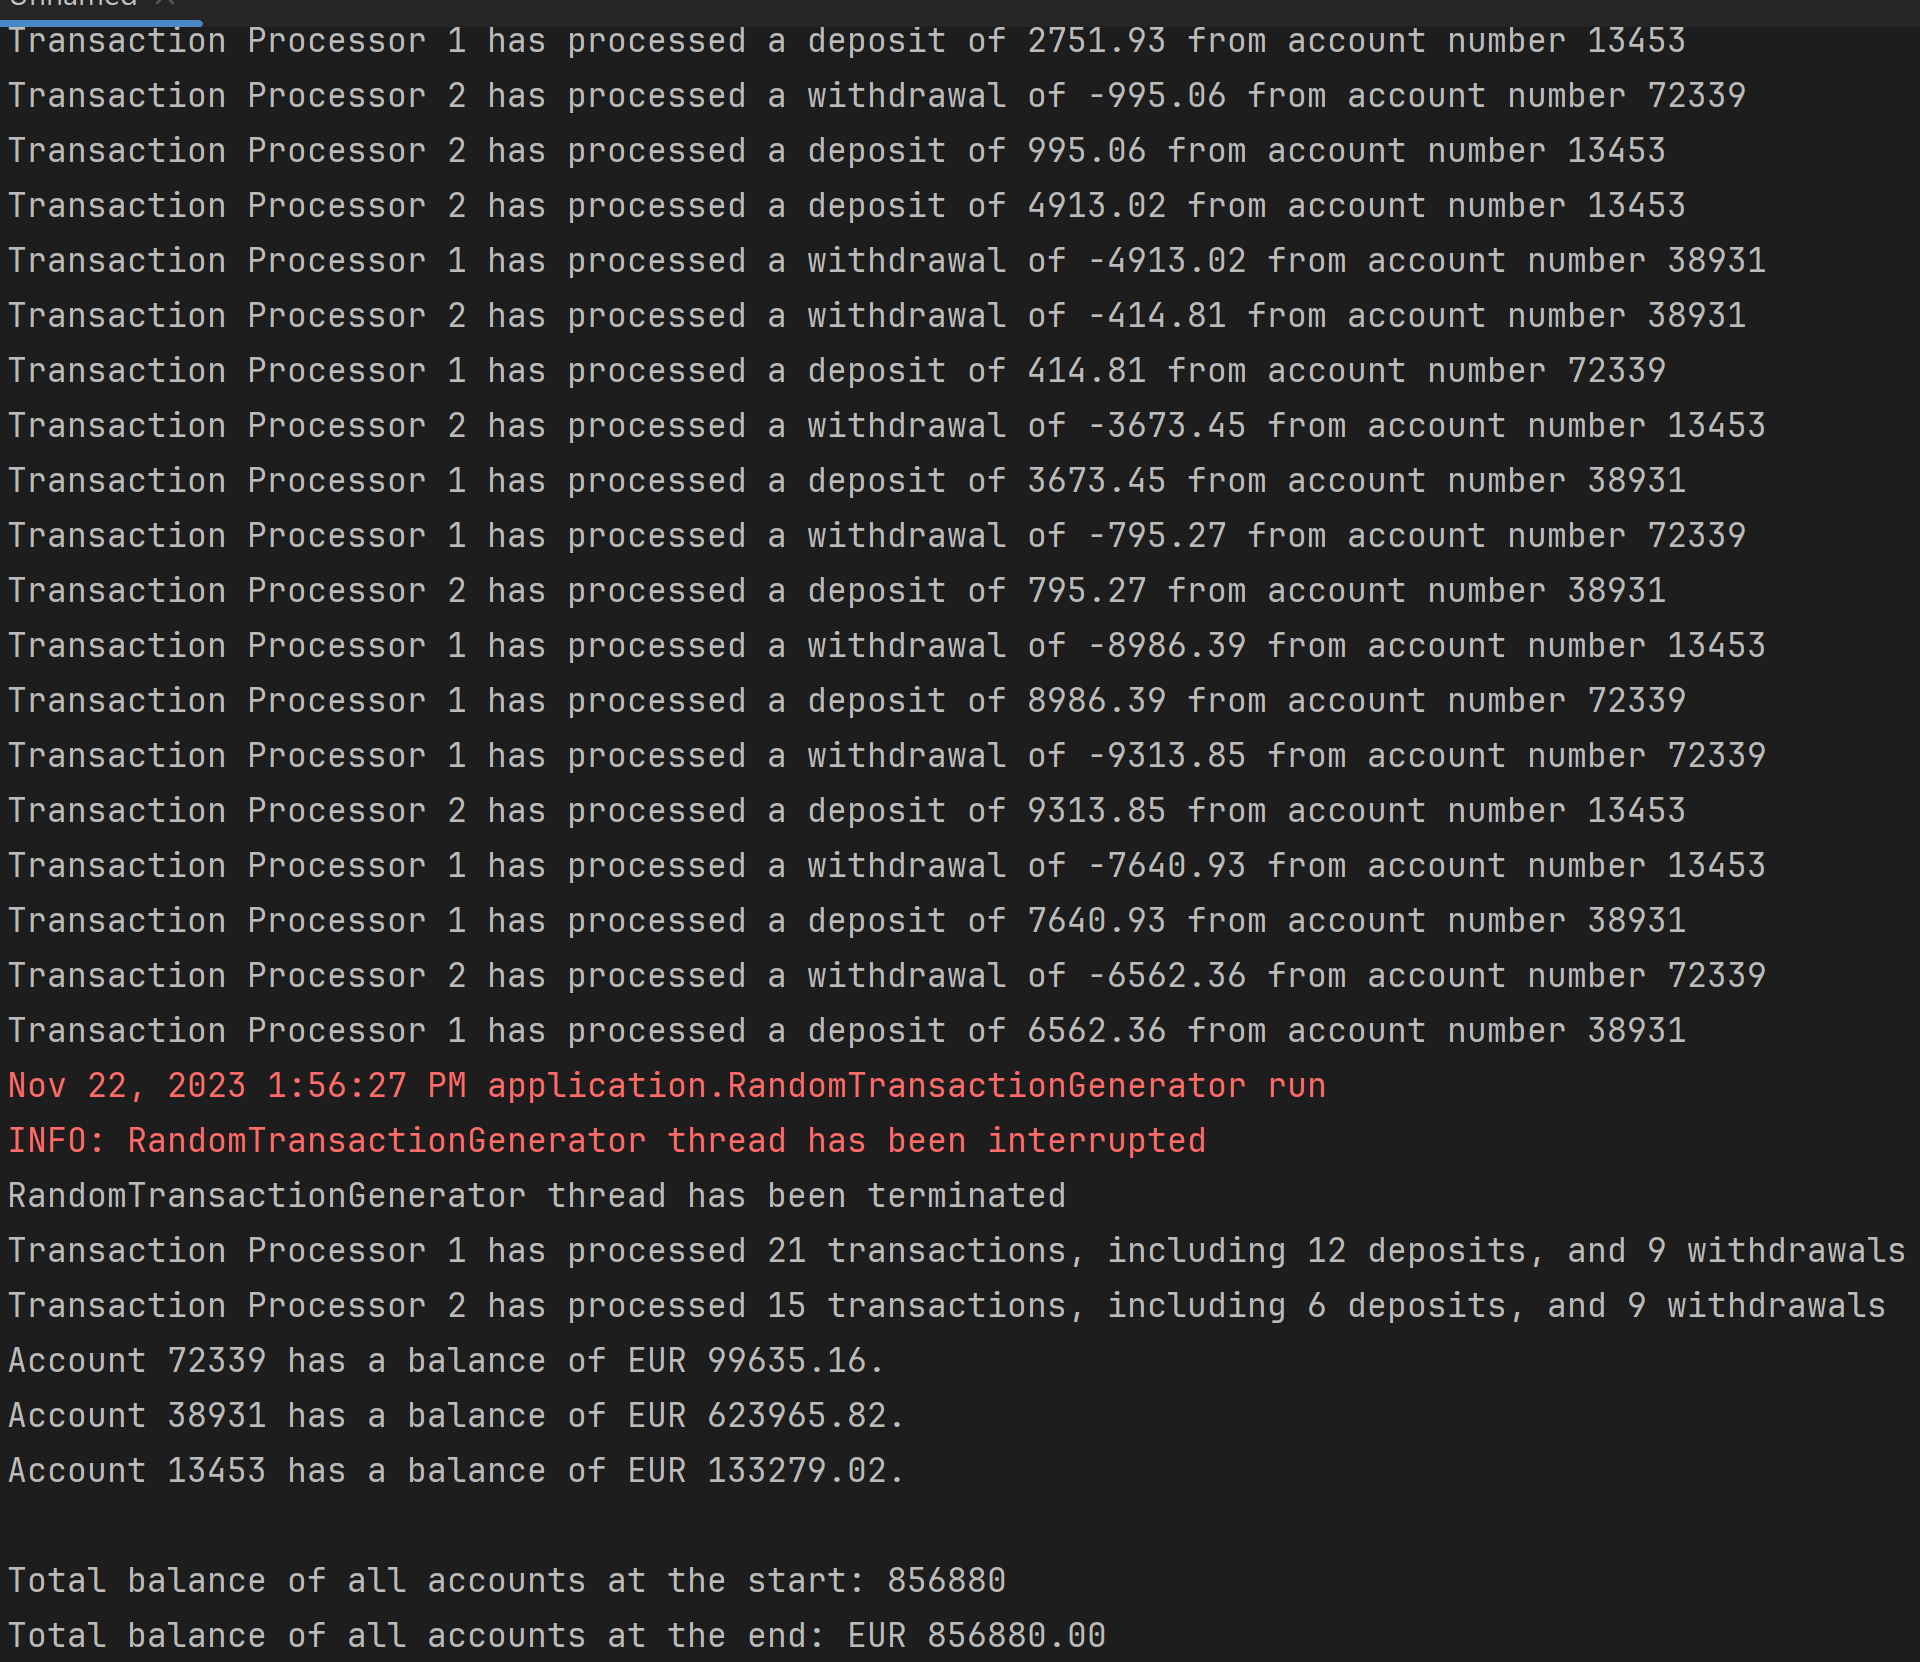 Unnamed
Transaction Processor 1 has processed a deposit of 2751.93 from account number 13453
Transaction Processor 2 has processed a withdrawal of -995.06 from account number 72339
Transaction Processor 2 has processed a deposit of 995.06 from account number 13453
Transaction Processor 2 has processed a deposit of 4913.02 from account number 13453
Transaction Processor 1 has processed a withdrawal of -4913.02 from account number 38931
Transaction Processor 2 has processed a withdrawal of -414.81 from account number 38931
Transaction Processor 1 has processed a deposit of 414.81 from account number 72339
Transaction Processor 2 has processed a withdrawal of -3673.45 from account number 13453
Transaction Processor 1 has processed a deposit of 3673.45 from account number 38931
Transaction Processor 1 has processed a withdrawal of -795.27 from account number 72339
Transaction Processor 2 has processed a deposit of 795.27 from account number 38931
Transaction Processor 1 has processed a withdrawal of -8986.39 from account number 13453
Transaction Processor 1 has processed a deposit of 8986.39 from account number 72339
Transaction Processor 1 has processed a withdrawal of -9313.85 from account number 72339
Transaction Processor 2 has processed a deposit of 9313.85 from account number 13453
Transaction Processor 1 has processed a withdrawal of -7640.93 from account number 13453
Transaction Processor 1 has processed a deposit of 7640.93 from account number 38931
Transaction Processor 2 has processed a withdrawal of -6562.36 from account number 72339
Transaction Processor 1 has processed a deposit of 6562.36 from account number 38931
Nov 22, 2023 1:56:27 PM application.RandomTransactionGenerator run
INFO: RandomTransactionGenerator thread has been interrupted
RandomTransactionGenerator thread has been terminated
Transaction Processor 1 has processed 21 transactions, including 12 deposits, and 9 withdrawals
Transaction Processor 2 has processed 15 transactions, including 6 deposits, and 9 withdrawals
Account 72339 has a balance of EUR 99635.16.
Account 38931 has a balance of EUR 623965.82.
Account 13453 has a balance of EUR 133279.02.
Total balance of all accounts at the start: 856880
Total balance of all accounts at the end: EUR 856880.00